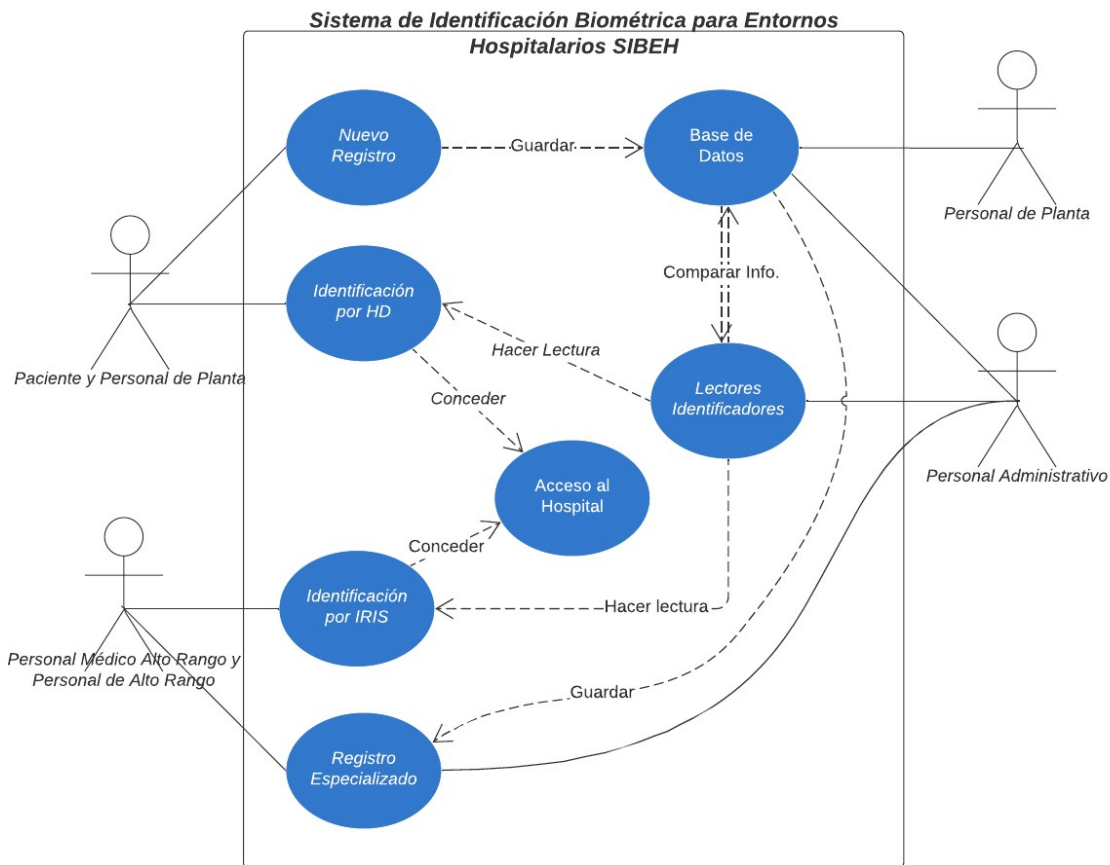 Sistema de Identificación Biométrica para Entornos
Hospitalarios SIBEH
Nuevo
Registro
Guardar
Base de
Datos
Personal de Planta
Comparar Info.
Identificación
por HD
Hacer Lectura
Paciente y Personal de Planta
Conceder
Lectores
Identificadores
Personal Administrativo
Acceso al
Hospital
Conceder
Identificación
por IRIS
Hacer lectura
Personal Médico Alto Rango y
Personal de Alto Rango
Guardar
Registro
Especializado